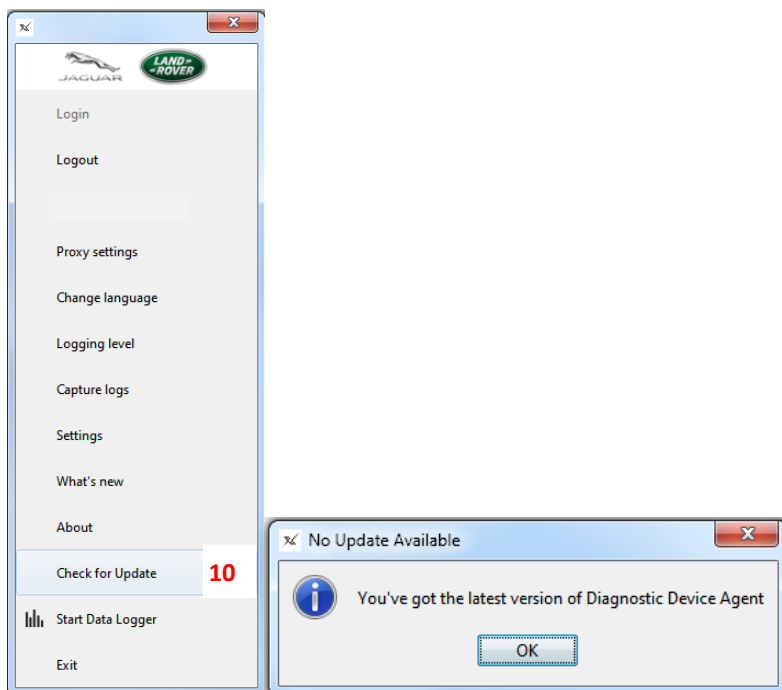 JAGUAR
LAND-
-ROVER
Login
Logout
Proxy settings
Change language
Logging level
Capture logs
Settings
What's new
About
Check for Update 10
Start Data Logger
Exit
No Update Available
You've got the latest version of Diagnostic Device Agent
OK